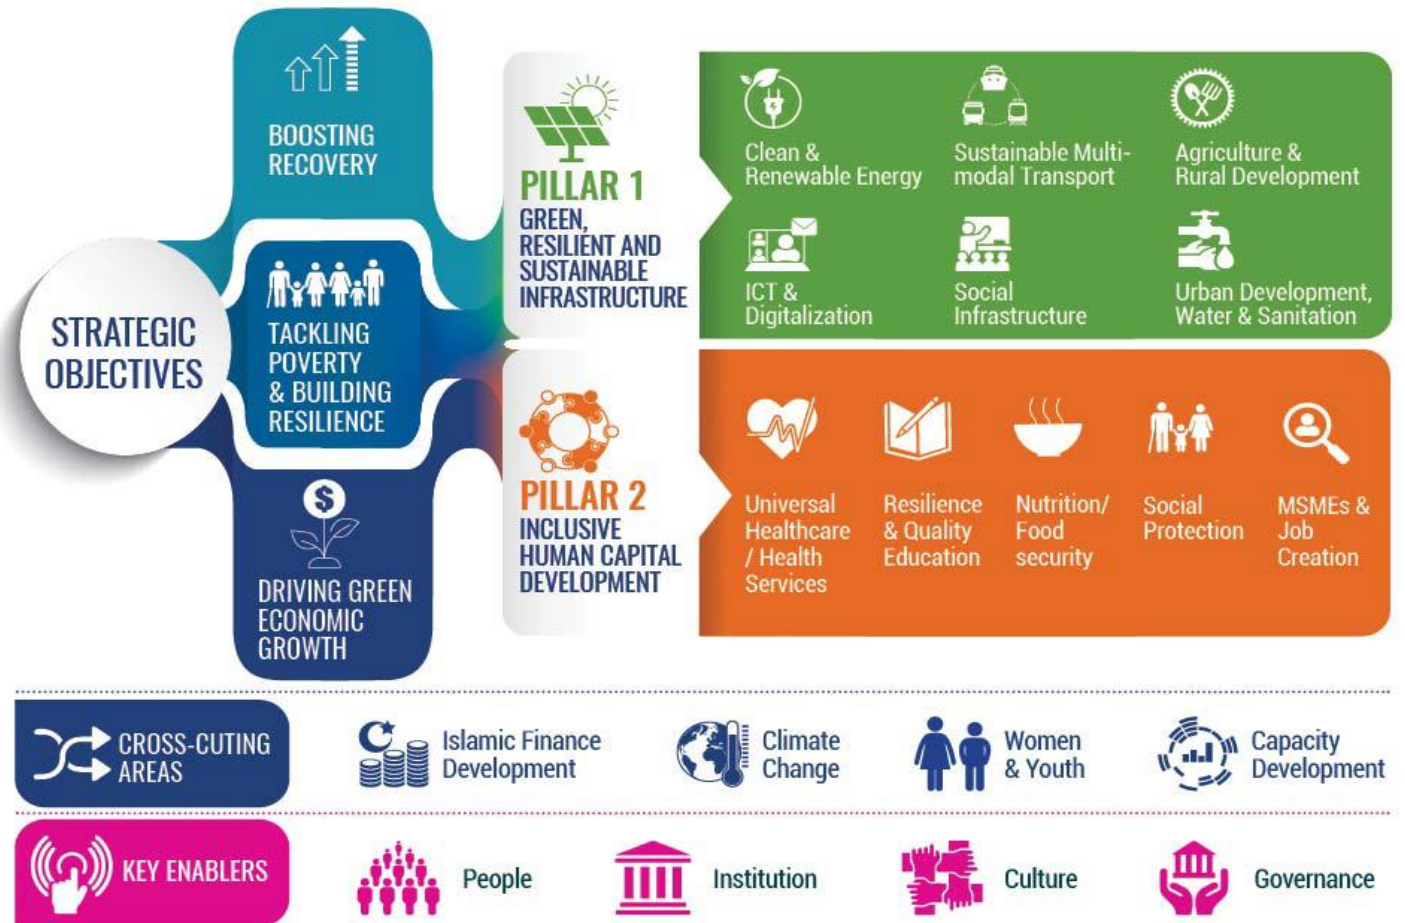 STRATEGIC
OBJECTIVES
BOOSTING
RECOVERY
TACKLING
POVERTY
& BUILDING
RESILIENCE
$
DRIVING GREEN
ECONOMIC
GROWTH
PILLAR 1
GREEN,
RESILIENT AND
SUSTAINABLE
INFRASTRUCTURE
Clean &
Renewable Energy
Sustainable Multi-
modal Transport
Agriculture &
Rural Development
ICT &
Digitalization
Social
Infrastructure
Urban Development,
Water & Sanitation
PILLAR 2
INCLUSIVE
HUMAN CAPITAL
DEVELOPMENT
Universal
Healthcare
/ Health
Services
Resilience
& Quality
Education
Nutrition/
Food
security
Social
Protection
MSMEs &
Job
Creation
CROSS-CUTING
AREAS
Islamic Finance
Development
Climate
Change
Women
& Youth
Capacity
Development
KEY ENABLERS
People
Institution
Culture
Governance